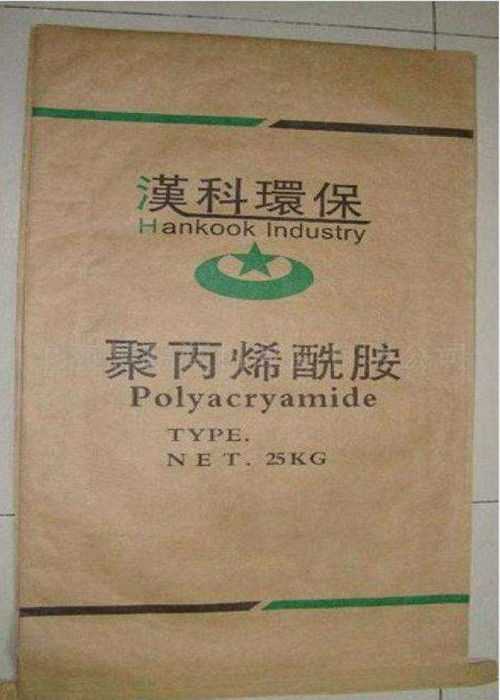 漢科環保
Hankook Industry
聚丙烯酰胺
Polyacryamide
TYPE.
NET. 25KG